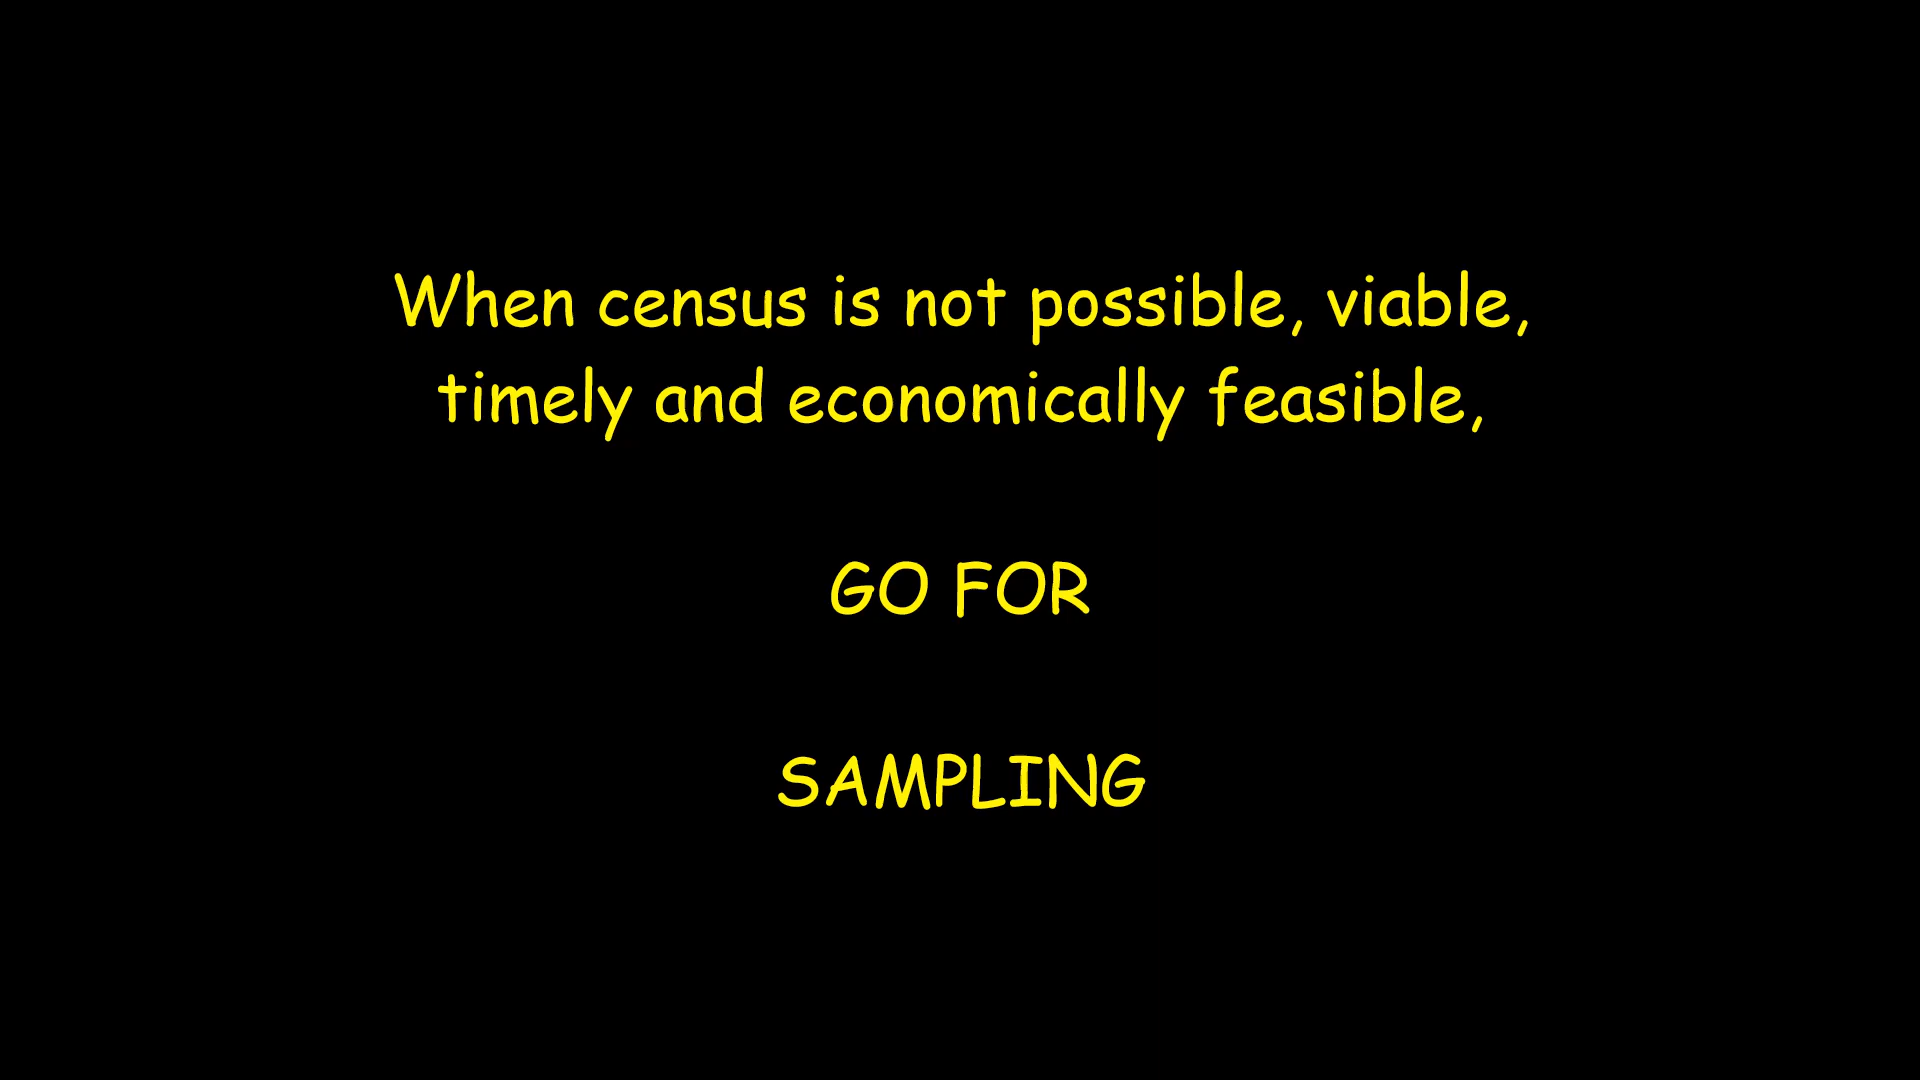 When census is not possible, viable,
timely and economically feasible,
GO FOR
SAMPLING